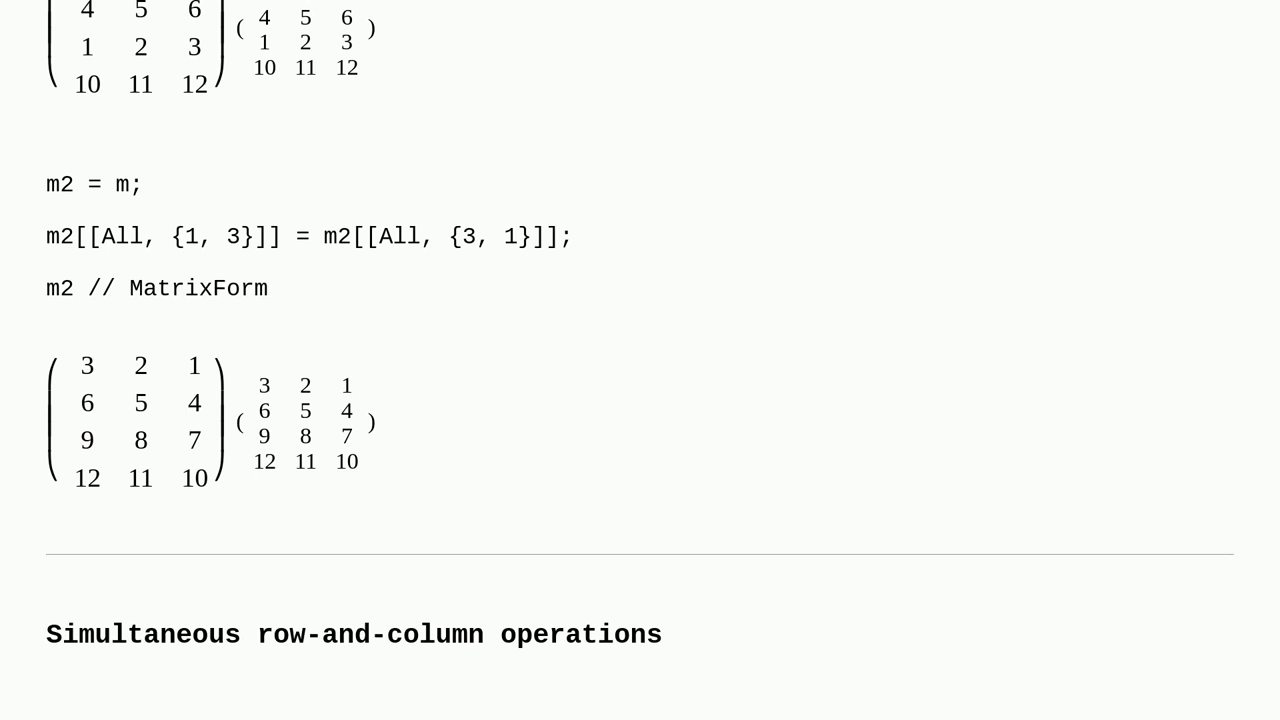 4 5 6 4 5 6
1 2 3 ( 1 2 3 )
10 11 12 10 11 12
m2 = m;
m2[[All, {1, 3}]] = m2[[All, {3, 1}]];
m2 // MatrixForm
3 2 1 3 2 1
6 5 4 6 5 4
9 8 7 ( 9 8 7 )
12 11 10 12 11 10
Simultaneous row-and-column operations